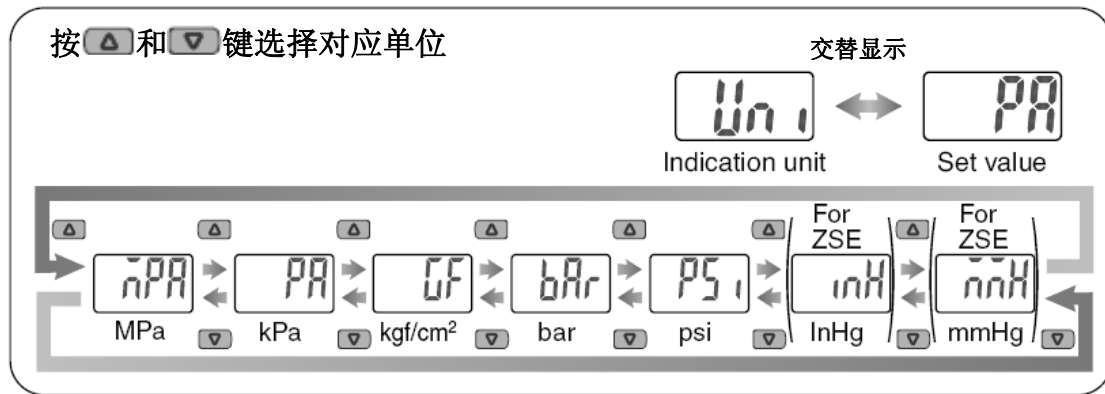 按 和 键选择对应单位
交替显示
Uni PA
Indication unit Set value
For ZSE For ZSE
mPA PA GF bAr PSi inH mmH
MPa kPa kgf/cm² bar psi InHg mmHg